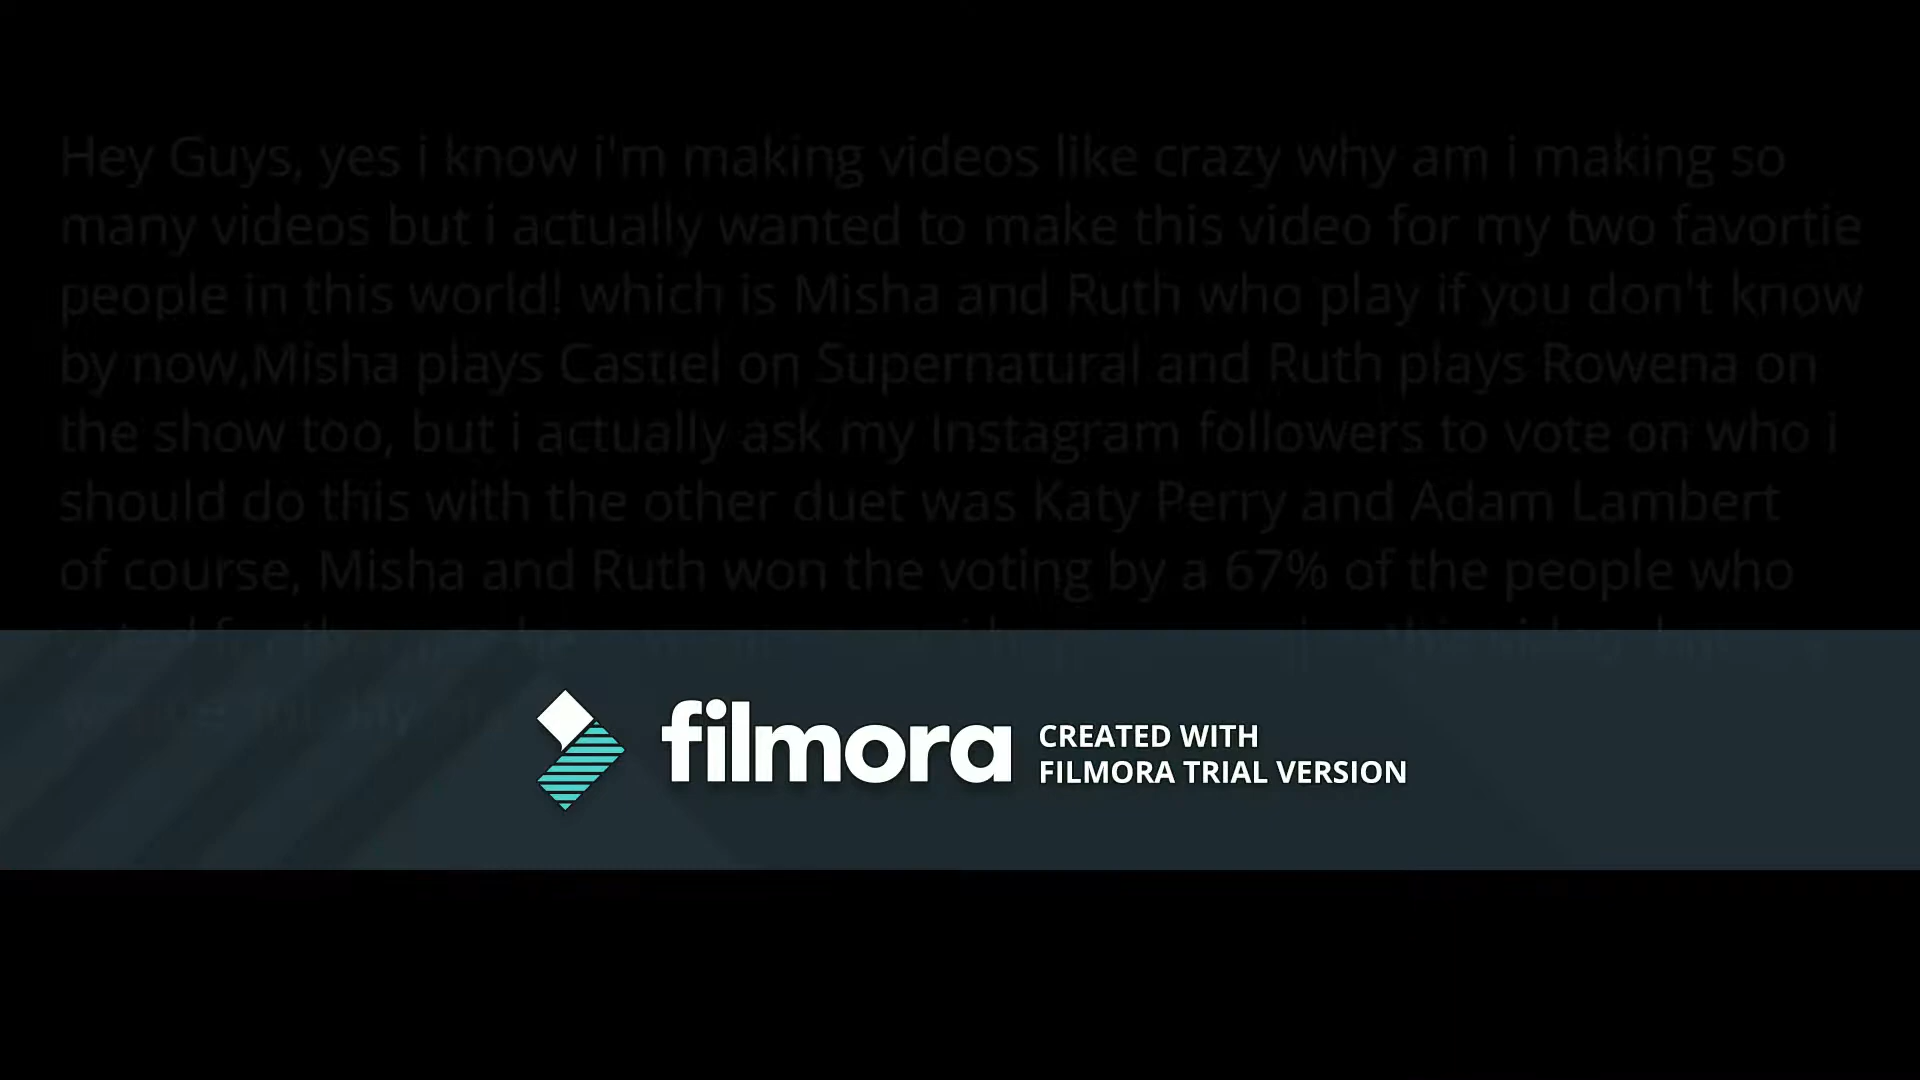 Hey Guys, yes i know i'm making videos like crazy why am i making so
many videos but i actually wanted to make this video for my two favortie
people in this world! which is Misha and Ruth who play if you don't know
by now,Misha plays Castiel on Supernatural and Ruth plays Rowena on
the show too, but i actually ask my Instagram followers to vote on who i
should do this with the other duet was Katy Perry and Adam Lambert
of course, Misha and Ruth won the voting by a 67% of the people who
filmora
CREATED WITH
FILMORA TRIAL VERSION